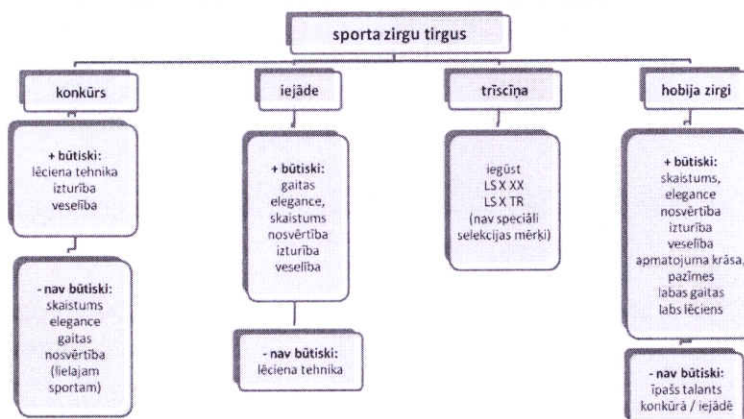 sporta zirgu tirgus
konkūrs
+ būtiski:
lēciena tehnika
izturība
veselība
- nav būtiski:
skaistums
elegance
gaitas
nosvērtība
(lielajam
sportam)
iejāde
+ būtiski:
gaitas
elegance,
skaistums
nosvērtība
izturība
veselība
- nav būtiski:
lēciena tehnika
trīscīņa
iegūst
LS X XX
LS X TR
(nav speciāli
selekcijas mērķi)
hobija zirgi
+ būtiski:
skaistums,
elegance
nosvērtība
izturība
veselība
apmatojuma krāsa,
pazīmes
labas gaitas
labs lēciens
- nav būtiski:
īpašs talants
konkūrā / iejādē